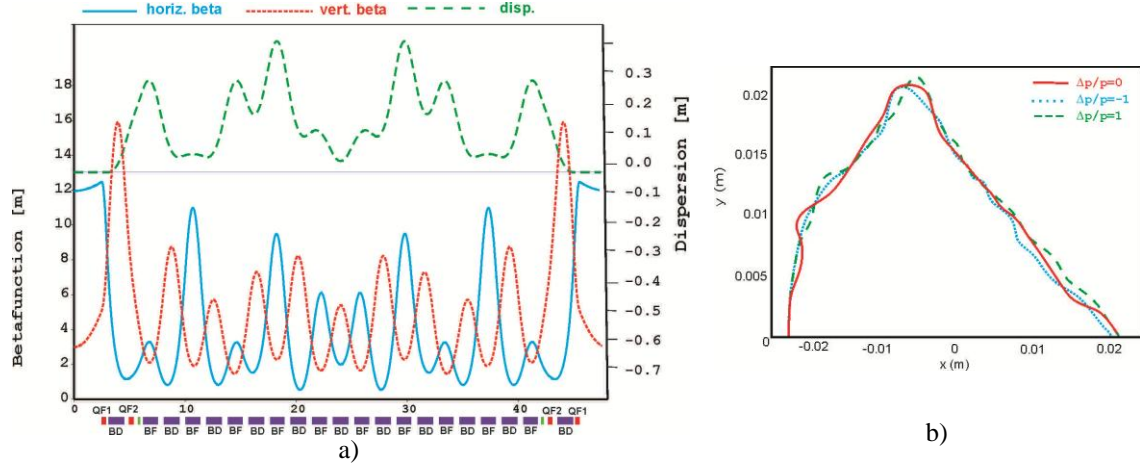 horiz. beta vert. beta disp.
Betafunction [m]
18
16
14
12
10
8
6
4
2
0
0.3
0.2
0.1
0.0
-0.1
-0.2
-0.3
-0.4
-0.5
-0.6
-0.7
Dispersion [m]
0 10 20 30 40
QF1 QF2 QF2 QF1
BD BF BD BF BD BF BD BF BD BF BD BF BD BF BD BF BD BF BD BF BD
a)
Δp/p=0
Δp/p=-1
Δp/p=1
y (m)
0.02
0.015
0.01
0.005
0 -0.02 -0.01 0 0.01 0.02
x (m)
b)